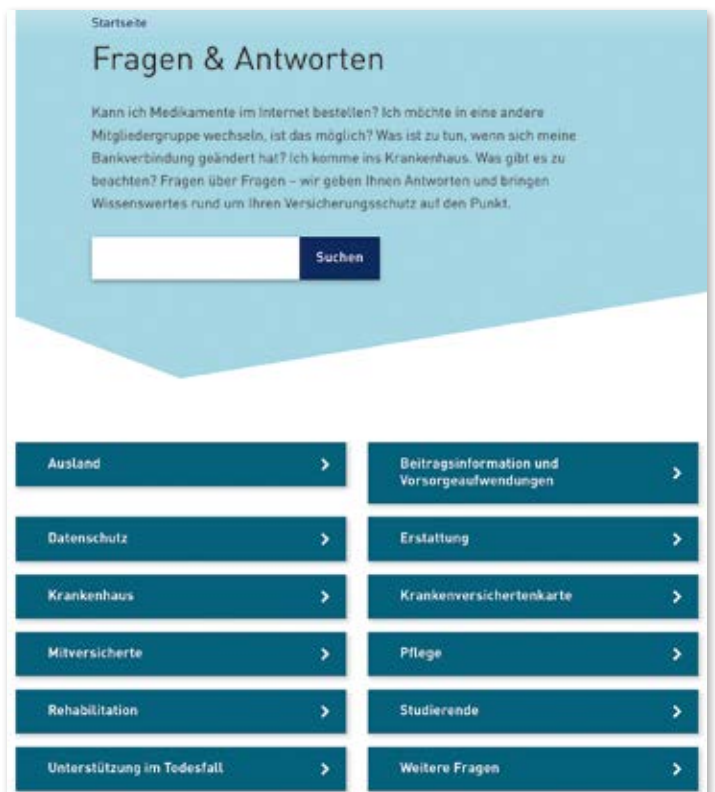 Startseite
Fragen & Antworten
Kann ich Medikamente im Internet bestellen? Ich möchte in eine andere
Mitgliedergruppe wechseln, ist das möglich? Was ist zu tun, wenn sich meine
Bankverbindung geändert hat? Ich komme ins Krankenhaus. Was gibt es zu
beachten? Fragen über Fragen – wir geben Ihnen Antworten und bringen
Wissenswertes rund um Ihren Versicherungsschutz auf den Punkt.
Suchen
Ausland
Beitragsinformation und
Vorsorgeaufwendungen
Datenschutz
Erstattung
Krankenhaus
Krankenversichertenkarte
Mitversicherte
Pflege
Rehabilitation
Studierende
Unterstützung im Todesfall
Weitere Fragen